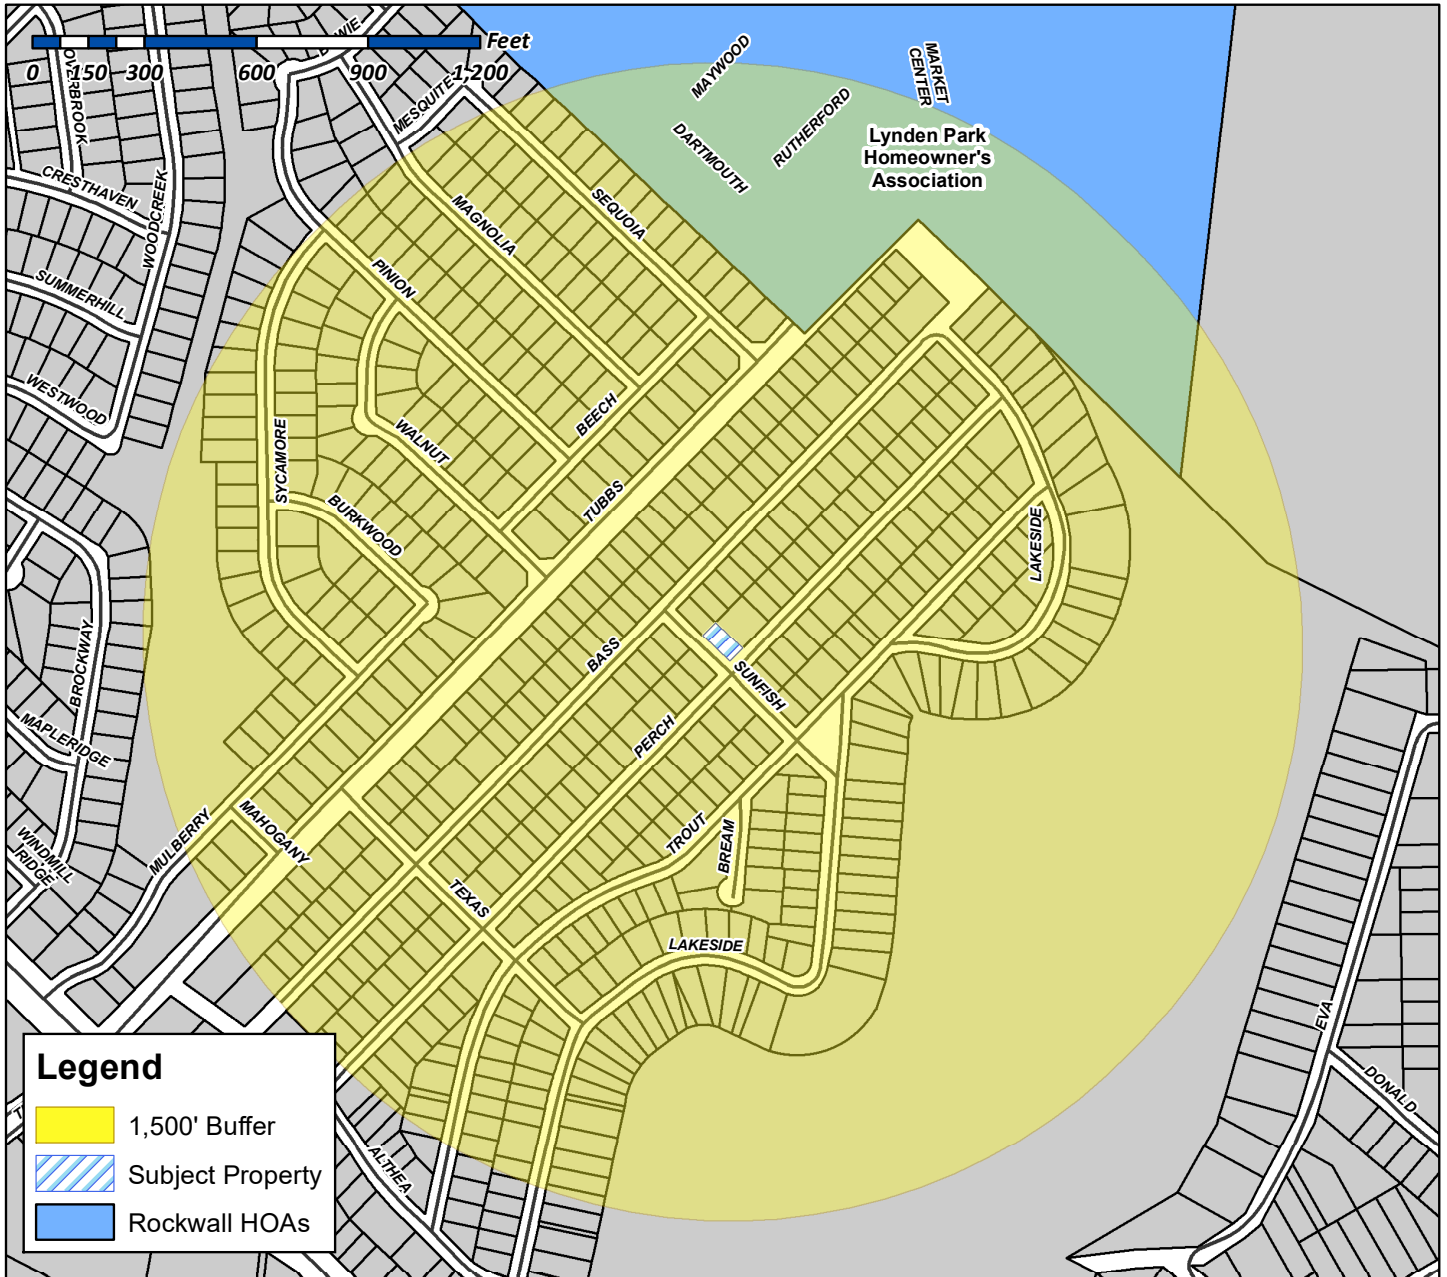 Feet
0 150 300 600 900 1,200
OVERBROOK
MESQUITE
MAYWOOD
MARKET
CENTER
DARTMOUTH
RUTHERFORD
Lynden Park
Homeowner's
Association
CRESTHAVEN
WOODCREEK
SEQUOIA
MAGNOLIA
PINION
SUMMERHILL
WESTWOOD
BEECH
WALNUT
SYCAMORE
BURKWOOD
TUBBS
LAKESIDE
BROCKWAY
BASS
SUNFISH
PERCH
MAPLERIDGE
MULBERRY
MAHOGANY
TROUT
BREAM
WINDMILL
RIDGE
TEXAS
LAKESIDE
EVA
DONALD
ALTHEA
Legend
1,500' Buffer
Subject Property
Rockwall HOAs